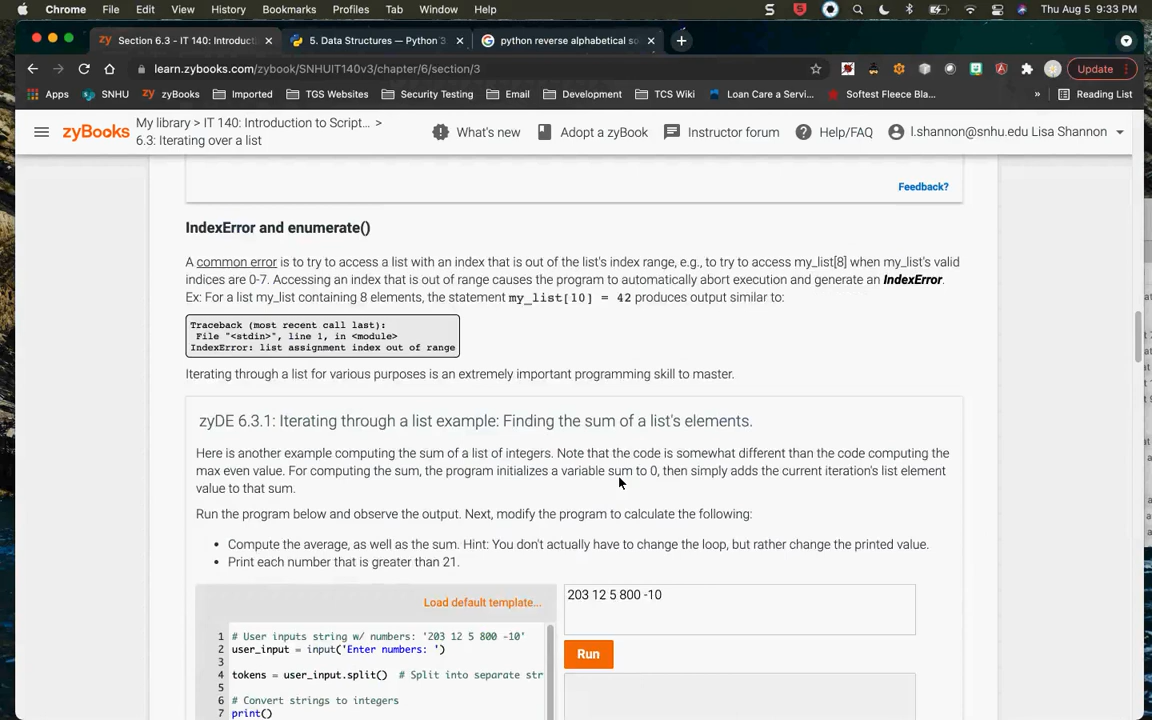 Chrome File Edit View History Bookmarks Profiles Tab Window Help Thu Aug 5 9:33 PM
Section 6.3 - IT 140: Introducti 5. Data Structures — Python 3 python reverse alphabetical so
learn.zybooks.com/zybook/SNHUIT140v3/chapter/6/section/3 Update
Apps SNHU zyBooks Imported TGS Websites Security Testing Email Development TCS Wiki Loan Care a Servi... Softest Fleece Bla... » Reading List
zyBooks My library > IT 140: Introduction to Script... >
6.3: Iterating over a list
What's new Adopt a zyBook Instructor forum Help/FAQ l.shannon@snhu.edu Lisa Shannon
Feedback?
IndexError and enumerate()
A common error is to try to access a list with an index that is out of the list's index range, e.g., to try to access my_list[8] when my_list's valid
indices are 0-7. Accessing an index that is out of range causes the program to automatically abort execution and generate an IndexError.
Ex: For a list my_list containing 8 elements, the statement my_list[10] = 42 produces output similar to:
Traceback (most recent call last):
File "<stdin>", line 1, in <module>
IndexError: list assignment index out of range
Iterating through a list for various purposes is an extremely important programming skill to master.
zyDE 6.3.1: Iterating through a list example: Finding the sum of a list's elements.
Here is another example computing the sum of a list of integers. Note that the code is somewhat different than the code computing the
max even value. For computing the sum, the program initializes a variable sum to 0, then simply adds the current iteration's list element
value to that sum.
Run the program below and observe the output. Next, modify the program to calculate the following:
• Compute the average, as well as the sum. Hint: You don't actually have to change the loop, but rather change the printed value.
• Print each number that is greater than 21.
Load default template...
1 # User inputs string w/ numbers: '203 12 5 800 -10'
2 user_input = input('Enter numbers: ')
3
4 tokens = user_input.split() # Split into separate str
5
6 # Convert strings to integers
7 print()
203 12 5 800 -10
Run